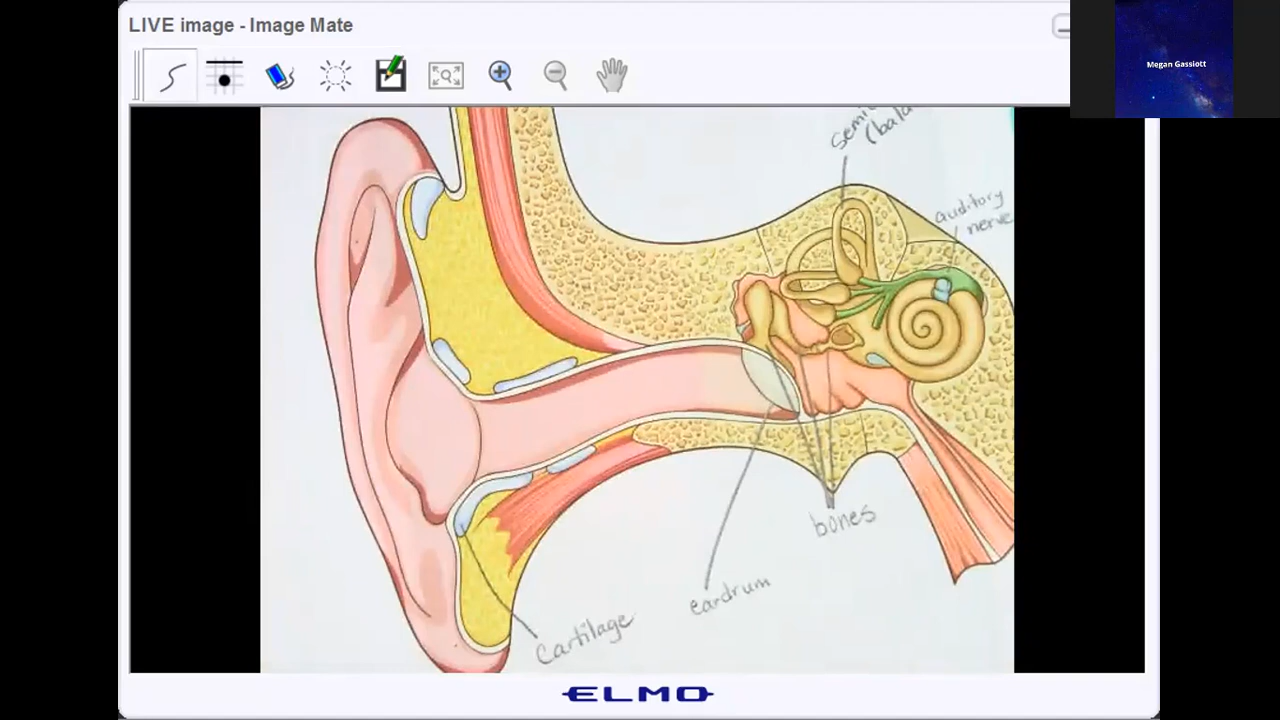 LIVE image - Image Mate
Megan Gassiott
auditory
nerve
bones
eardrum
Cartilage
ELMO